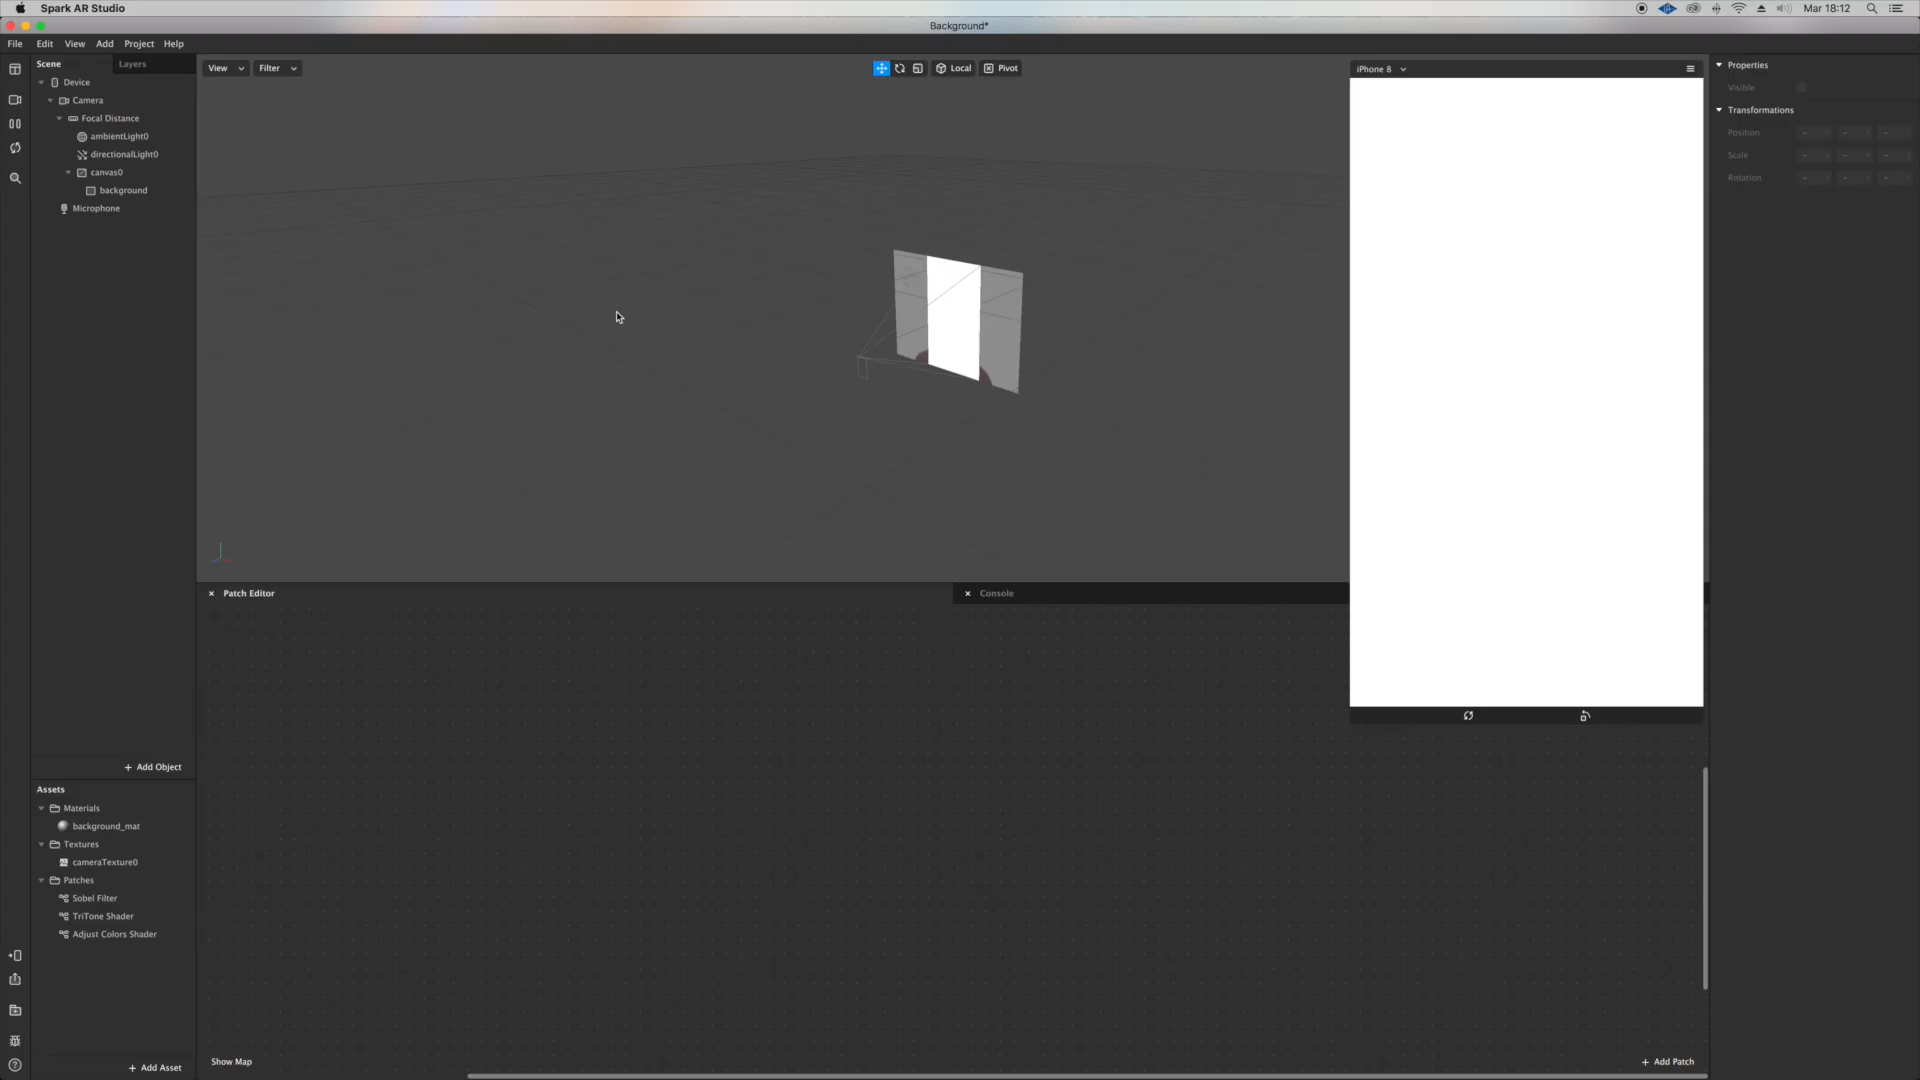 Spark AR Studio
Mar 18:12
Background*
File Edit View Add Project Help
Scene
Layers
Device
Camera
Focal Distance
ambientLight0
directionalLight0
canvas0
background
Microphone
+ Add Object
Assets
Materials
background_mat
Textures
cameraTexture0
Patches
Sobel Filter
TriTone Shader
Adjust Colors Shader
+ Add Asset
View
Filter
Local
Pivot
iPhone 8
× Patch Editor
× Console
Show Map
+ Add Patch
Properties
Visible
Transformations
Position
Scale
Rotation